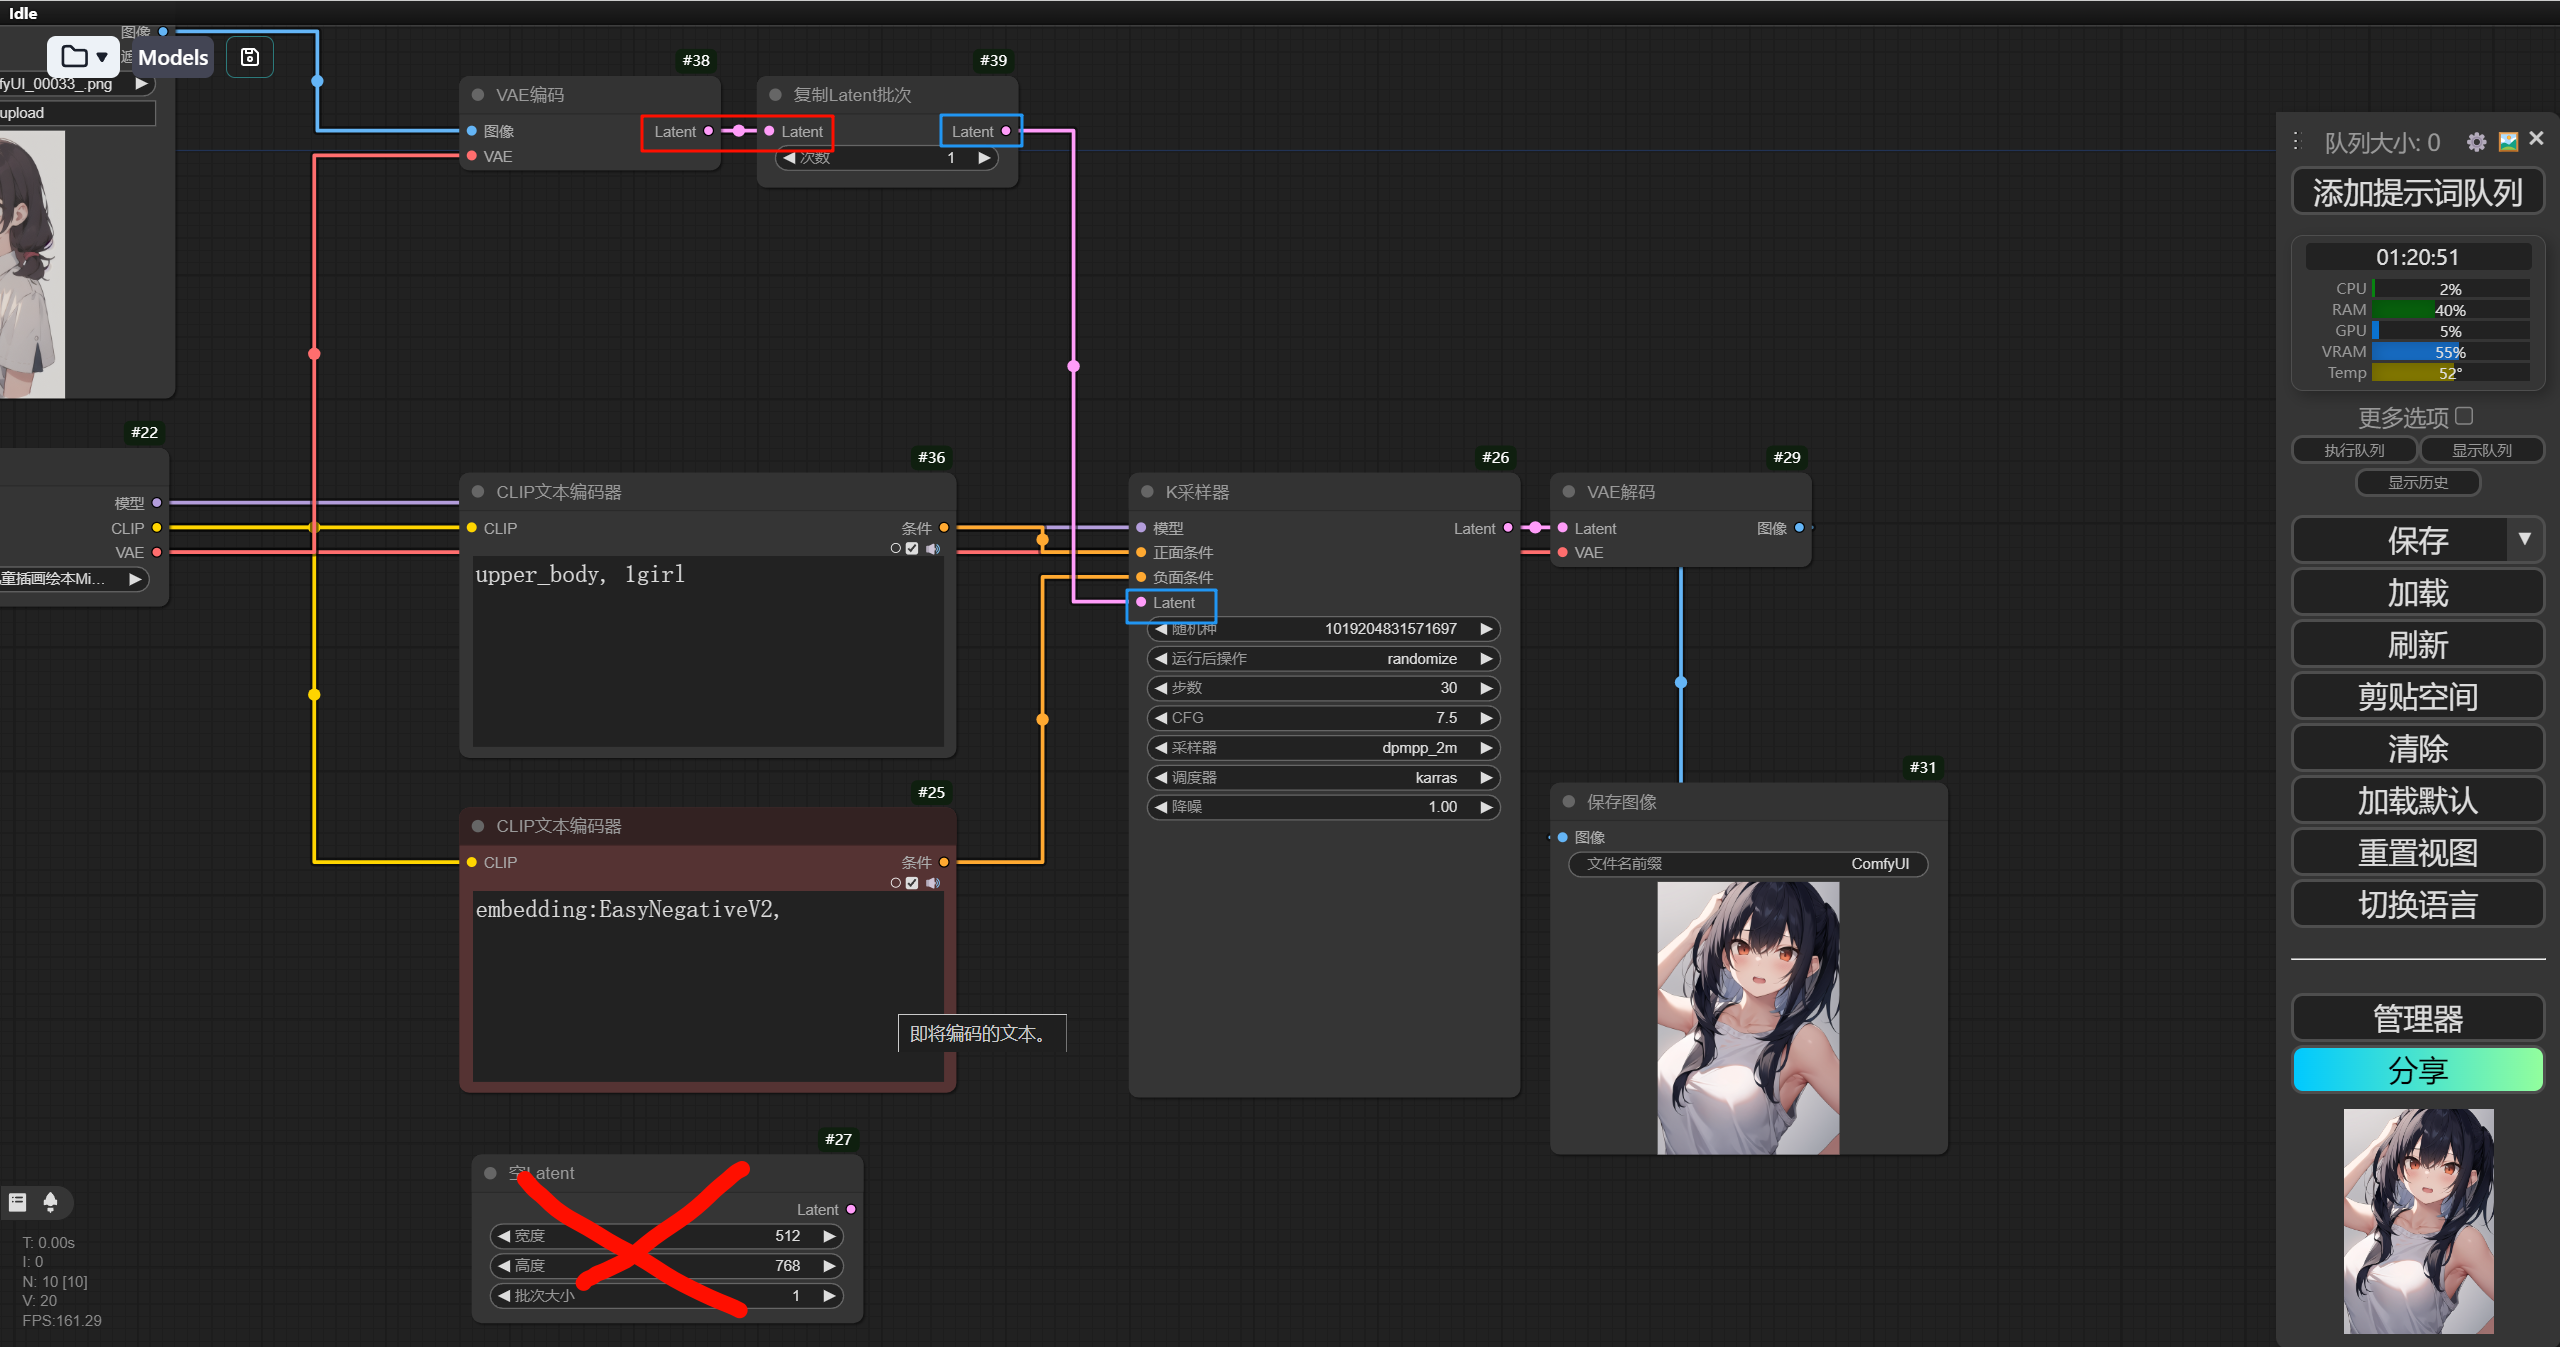 Idle
图像
Models
fyUI_00033_.png
upload
#38
VAE编码
图像
VAE
Latent
#39
复制Latent批次
Latent
Latent
次数 1
#22
模型
CLIP
VAE
童插画绘本Mi...
#36
CLIP文本编码器
CLIP
条件
upper_body, 1girl
#25
CLIP文本编码器
CLIP
条件
embedding:EasyNegativeV2,
即将编码的文本。
#27
空Latent
Latent
宽度 512
高度 768
批次大小 1
#26
K采样器
模型
Latent
正面条件
负面条件
Latent
随机种 1019204831571697
运行后操作 randomize
步数 30
CFG 7.5
采样器 dpmpp_2m
调度器 karras
降噪 1.00
#29
VAE解码
Latent
图像
VAE
#31
保存图像
图像
文件名前缀 ComfyUI
队列大小: 0
添加提示词队列
01:20:51
CPU 2%
RAM 40%
GPU 5%
VRAM 55%
Temp 52°
更多选项
执行队列
显示队列
显示历史
保存
加载
刷新
剪贴空间
清除
加载默认
重置视图
切换语言
管理器
分享
T: 0.00s
I: 0
N: 10 [10]
V: 20
FPS:161.29